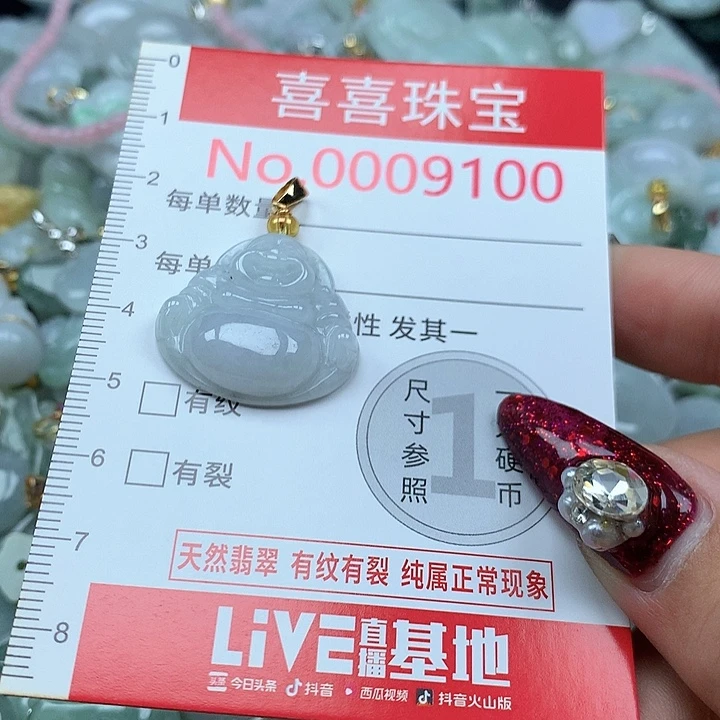 喜喜珠宝
No.0009100
每单数量
每单
性 发其一
有纹
有裂
尺寸参照
1
硬币
天然翡翠 有纹有裂 纯属正常现象
LiVE直播基地
头条 今日头条 抖音 西瓜视频 抖音火山版
0
1
2
3
4
5
6
7
8